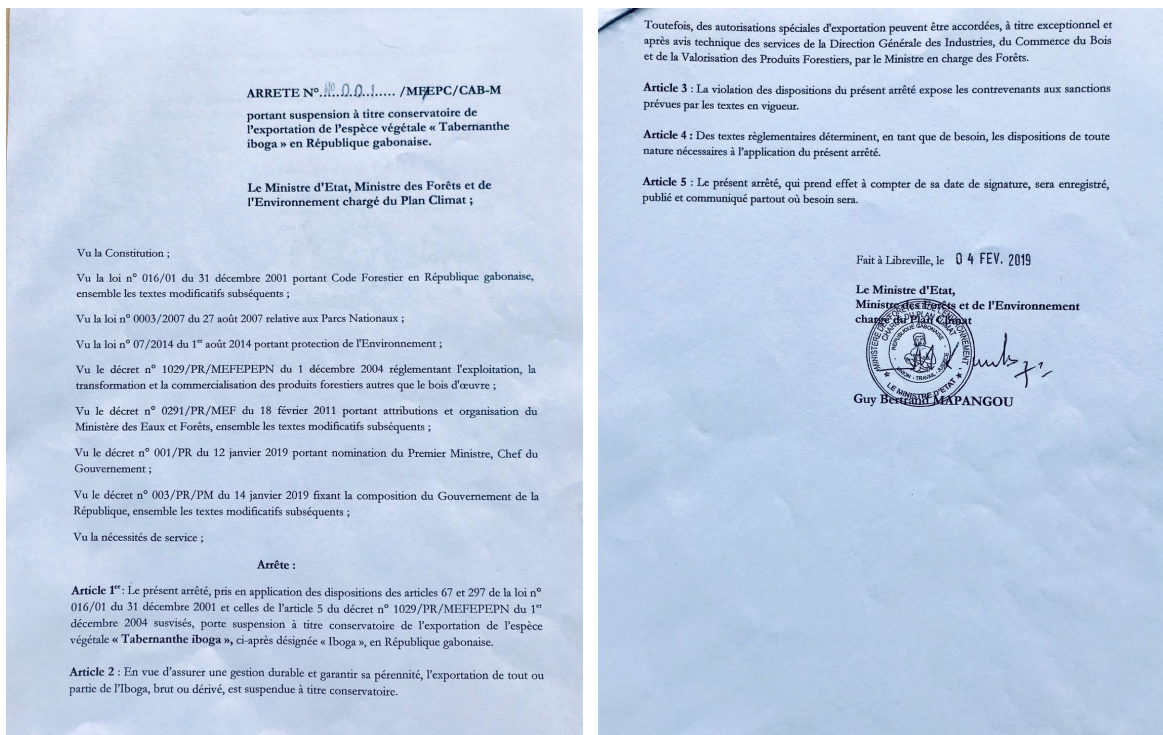 ARRETE N°.N° 0.0.1..... /MFEPC/CAB-M
portant suspension à titre conservatoire de
l'exportation de l'espèce végétale « Tabernanthe
iboga » en République gabonaise.
Le Ministre d'Etat, Ministre des Forêts et de
l'Environnement chargé du Plan Climat ;
Vu la Constitution ;
Vu la loi n° 016/01 du 31 décembre 2001 portant Code Forestier en République gabonaise,
ensemble les textes modificatifs subséquents ;
Vu la loi n° 0003/2007 du 27 août 2007 relative aux Parcs Nationaux ;
Vu la loi n° 07/2014 du 1er août 2014 portant protection de l'Environnement ;
Vu le décret n° 1029/PR/MEFEPEPN du 1 décembre 2004 réglementant l'exploitation, la
transformation et la commercialisation des produits forestiers autres que le bois d'œuvre ;
Vu le décret n° 0291/PR/MEF du 18 février 2011 portant attributions et organisation du
Ministère des Eaux et Forêts, ensemble les textes modificatifs subséquents ;
Vu le décret n° 001/PR du 12 janvier 2019 portant nomination du Premier Ministre, Chef du
Gouvernement ;
Vu le décret n° 003/PR/PM du 14 janvier 2019 fixant la composition du Gouvernement de la
République, ensemble les textes modificatifs subséquents ;
Vu la nécessités de service ;
Arrête :
Article 1er : Le présent arrêté, pris en application des dispositions des articles 67 et 297 de la loi n°
016/01 du 31 décembre 2001 et celles de l'article 5 du décret n° 1029/PR/MEFEPEPN du 1er
décembre 2004 susvisés, porte suspension à titre conservatoire de l'exportation de l'espèce
végétale « Tabernanthe iboga », ci-après désignée « Iboga », en République gabonaise.
Article 2 : En vue d'assurer une gestion durable et garantir sa pérennité, l'exportation de tout ou
partie de l'Iboga, brut ou dérivé, est suspendue à titre conservatoire.
Toutefois, des autorisations spéciales d'exportation peuvent être accordées, à titre exceptionnel et
après avis technique des services de la Direction Générale des Industries, du Commerce du Bois
et de la Valorisation des Produits Forestiers, par le Ministre en charge des Forêts.
Article 3 : La violation des dispositions du présent arrêté expose les contrevenants aux sanctions
prévues par les textes en vigueur.
Article 4 : Des textes règlementaires déterminent, en tant que de besoin, les dispositions de toute
nature nécessaires à l'application du présent arrêté.
Article 5 : Le présent arrêté, qui prend effet à compter de sa date de signature, sera enregistré,
publié et communiqué partout où besoin sera.
Fait à Libreville, le 04 FEV. 2019
Le Ministre d'Etat,
Ministre des Forêts et de l'Environnement
chargé du Plan Climat
REPUBLIQUE GABONAISE
UNION - TRAVAIL - JUSTICE
LE MINISTRE D'ETAT
Guy Bertrand MAPANGOU